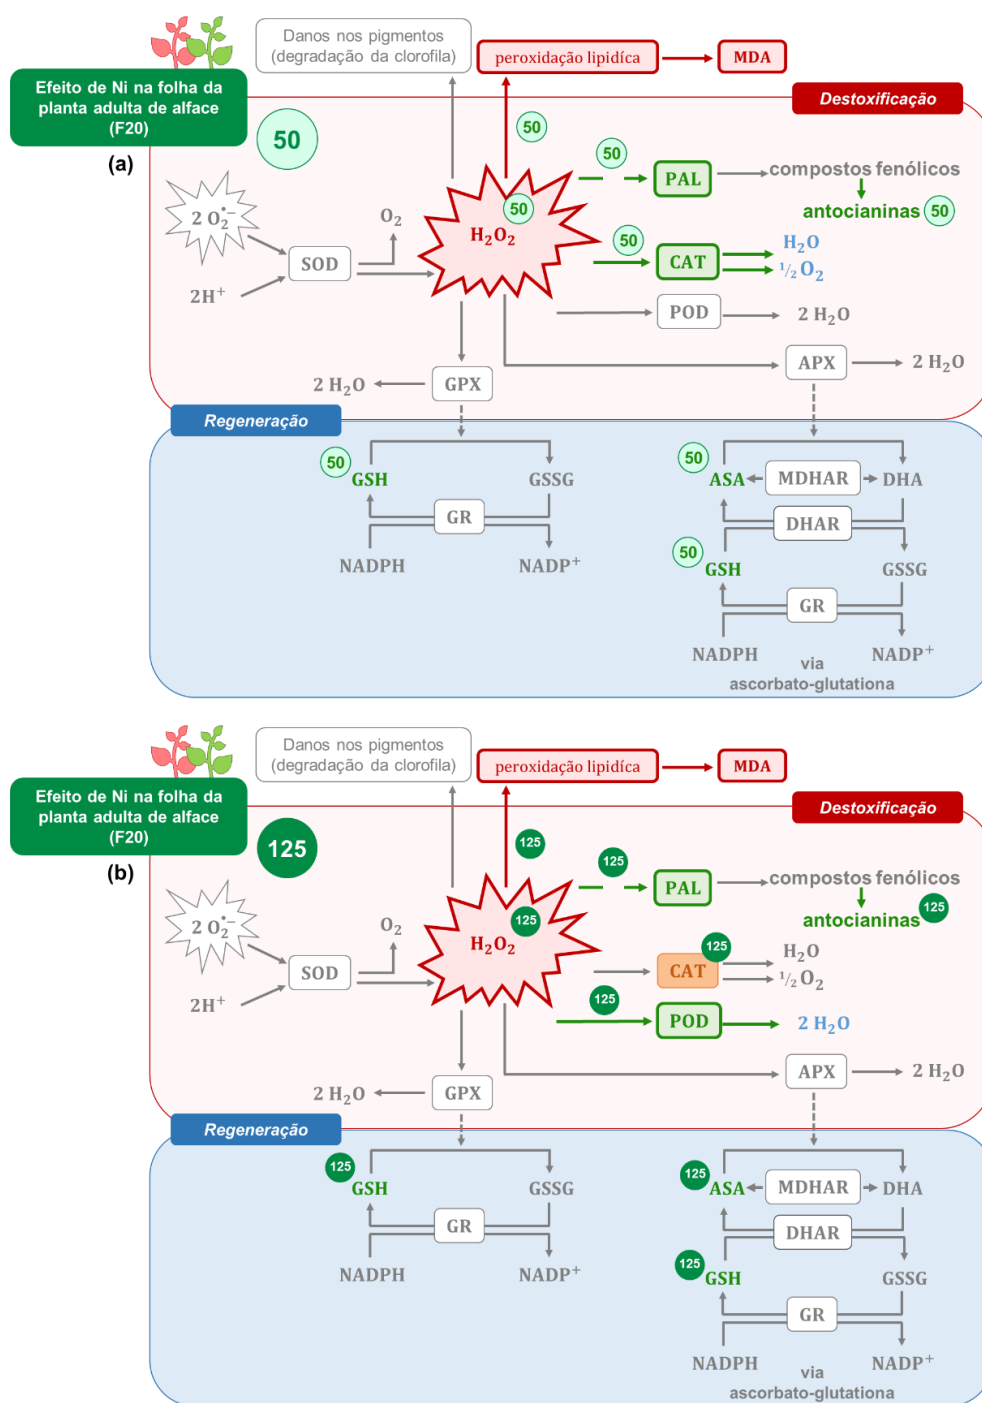 Danos nos pigmentos
(degradação da clorofila)
peroxidação lipidíca
MDA
Efeito de Ni na folha da
planta adulta de alface
(F20)
Destoxificação
(a)
50
50
50
PAL
compostos fenólicos
antocianinas 50
2 O₂•−
O₂
50
H₂O₂
50
CAT
H₂O
1/2 O₂
SOD
2H⁺
POD
2 H₂O
APX
2 H₂O
2 H₂O
GPX
Regeneração
50
GSH
GSSG
GR
NADPH
NADP⁺
50
ASA
MDHAR
DHA
DHAR
50
GSH
GSSG
GR
NADPH
NADP⁺
via
ascorbato-glutationa
Danos nos pigmentos
(degradação da clorofila)
peroxidação lipidíca
MDA
Efeito de Ni na folha da
planta adulta de alface
(F20)
Destoxificação
(b)
125
125
125
PAL
compostos fenólicos
antocianinas 125
2 O₂•−
O₂
125
H₂O₂
125
CAT
H₂O
1/2 O₂
SOD
2H⁺
125
POD
2 H₂O
APX
2 H₂O
2 H₂O
GPX
Regeneração
125
GSH
GSSG
GR
NADPH
NADP⁺
125
ASA
MDHAR
DHA
DHAR
125
GSH
GSSG
GR
NADPH
NADP⁺
via
ascorbato-glutationa